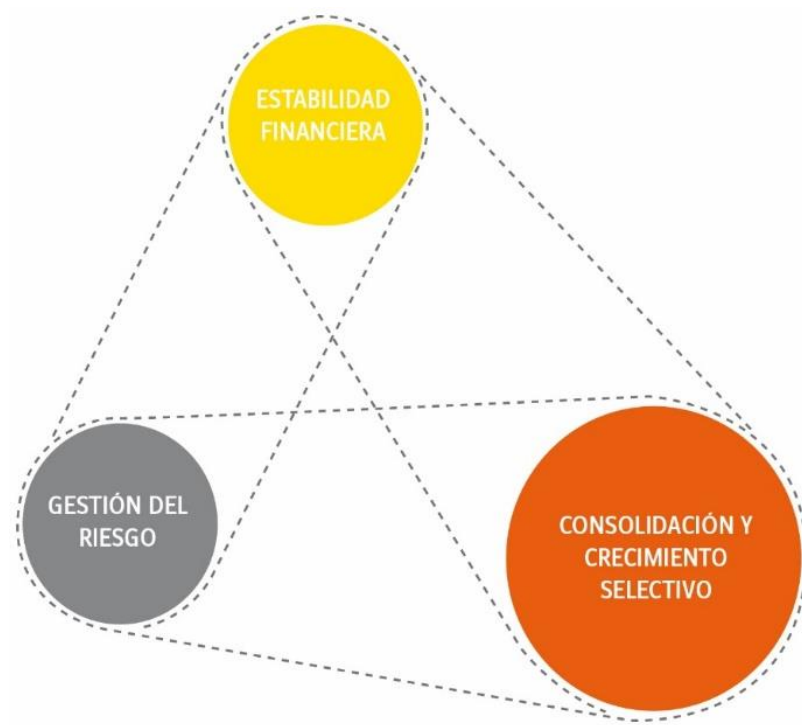 ESTABILIDAD
FINANCIERA
GESTIÓN DEL
RIESGO
CONSOLIDACIÓN Y
CRECIMIENTO
SELECTIVO